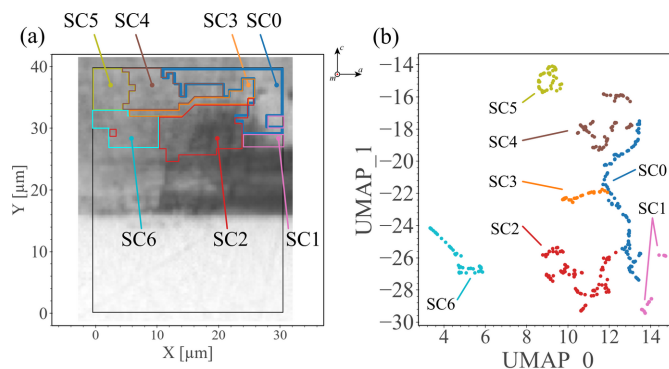 (a)
SC5 SC4 SC3 SC0
c
m a
40
30
20
10
0
Y [μm]
SC6 SC2 SC1
0 10 20 30
X [μm]
(b)
−14
−16
−18
−20
−22
−24
−26
−28
−30
UMAP_1
SC5
SC4
SC0
SC3
SC1
SC2
SC6
4 6 8 10 12 14
UMAP_0